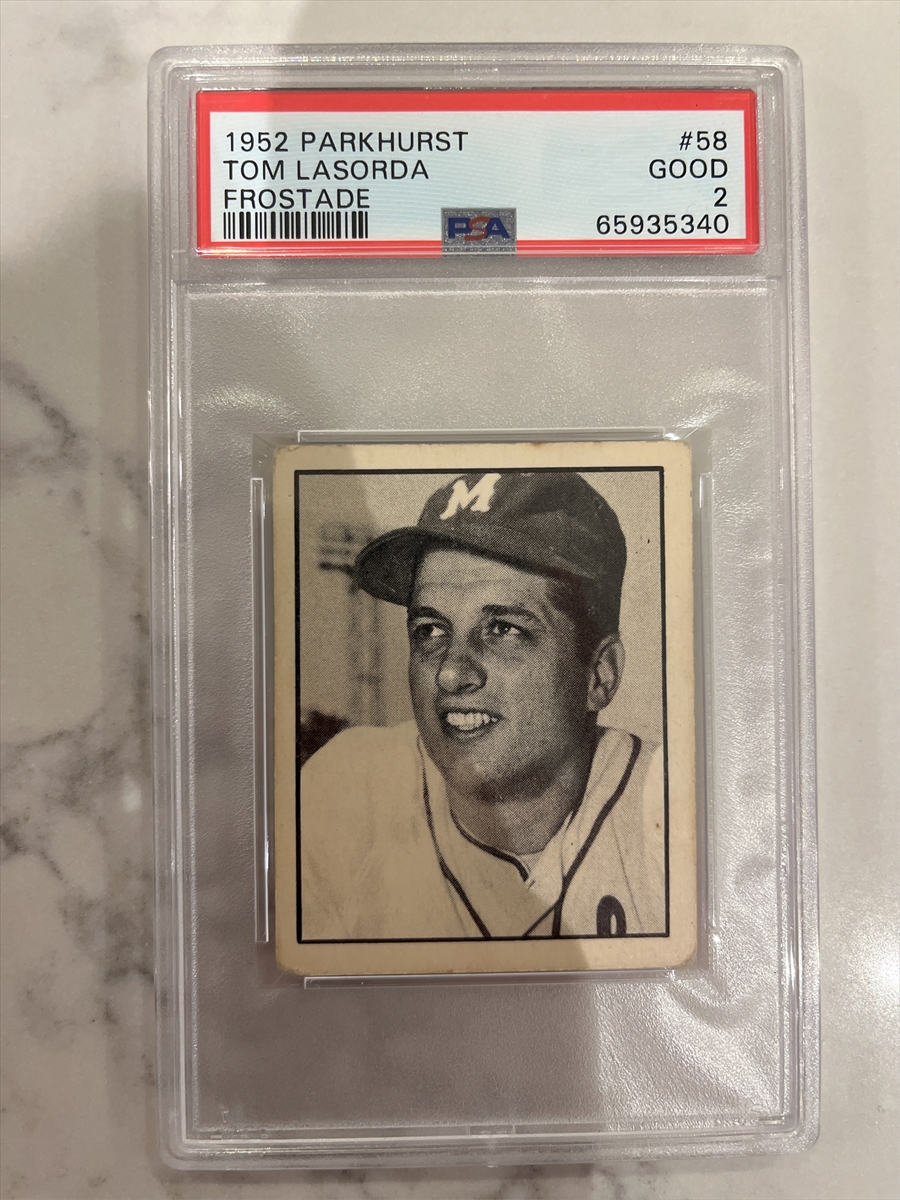 1952 PARKHURST #58
TOM LASORDA GOOD
FROSTADE 2
PSA 65935340
M